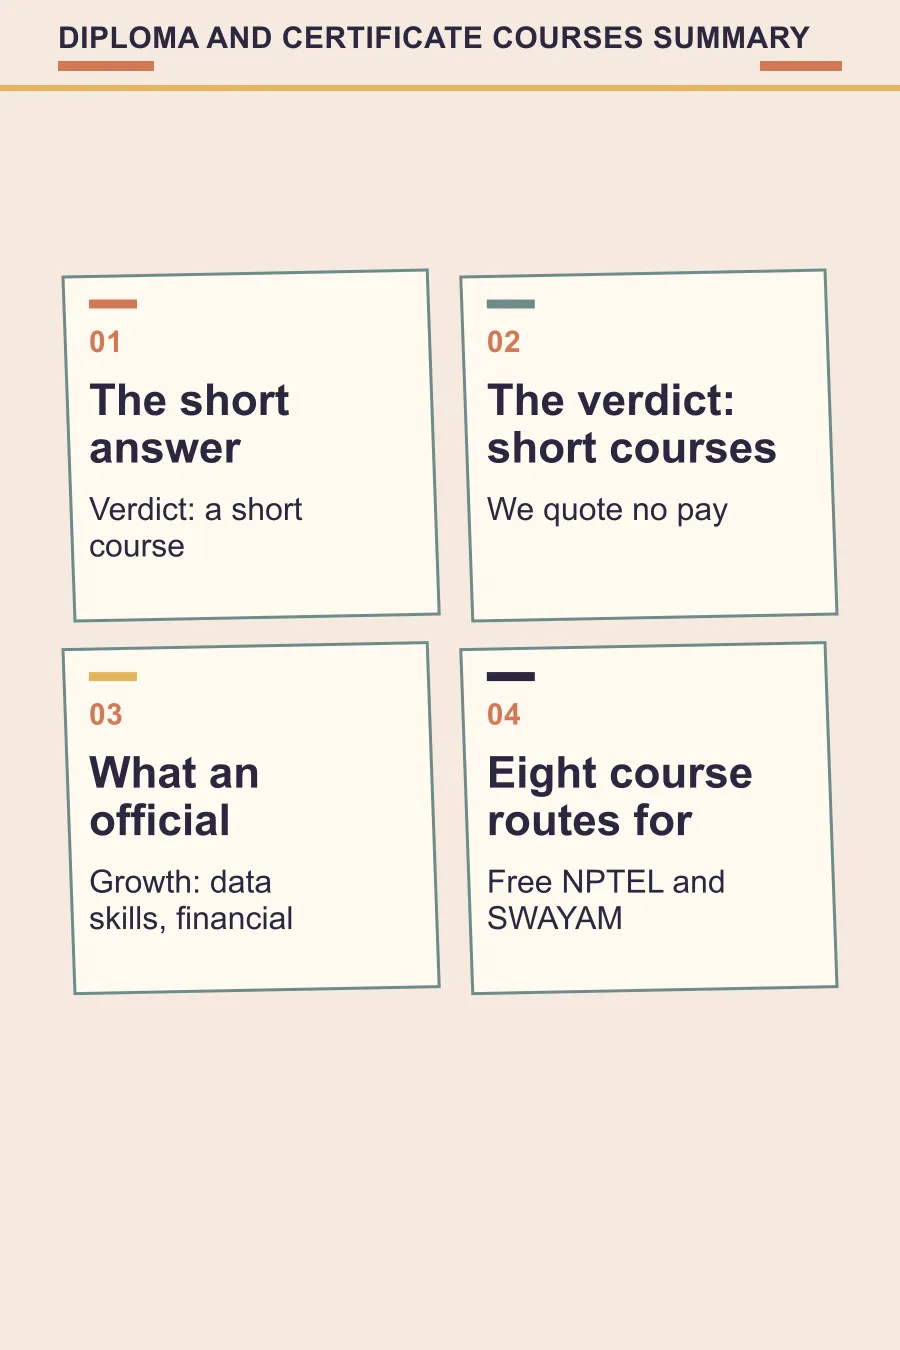 DIPLOMA AND CERTIFICATE COURSES SUMMARY
01
The short
answer
Verdict: a short
course
02
The verdict:
short courses
We quote no pay
03
What an
official
Growth: data
skills, financial
04
Eight course
routes for
Free NPTEL and
SWAYAM